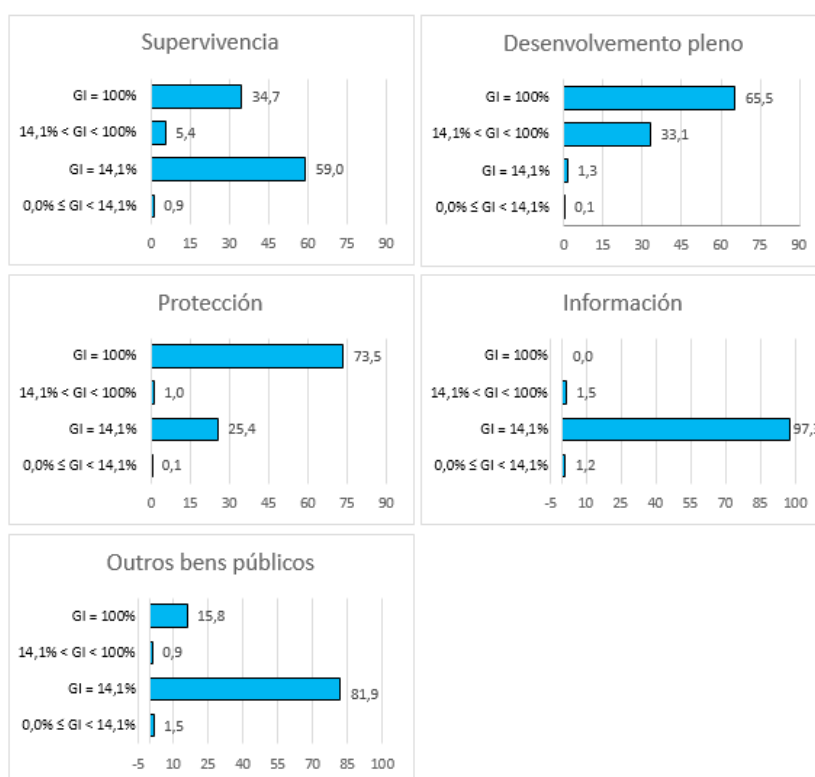 Supervivencia
GI = 100%
34,7
14,1% < GI < 100%
5,4
GI = 14,1%
59,0
0,0% ≤ GI < 14,1%
0,9
0 15 30 45 60 75 90
Desenvolvemento pleno
GI = 100%
65,5
14,1% < GI < 100%
33,1
GI = 14,1%
1,3
0,0% ≤ GI < 14,1%
0,1
0 15 30 45 60 75 90
Protección
GI = 100%
73,5
14,1% < GI < 100%
1,0
GI = 14,1%
25,4
0,0% ≤ GI < 14,1%
0,1
0 15 30 45 60 75 90
Información
GI = 100%
0,0
14,1% < GI < 100%
1,5
GI = 14,1%
97,3
0,0% ≤ GI < 14,1%
1,2
-5 10 25 40 55 70 85 100
Outros bens públicos
GI = 100%
15,8
14,1% < GI < 100%
0,9
GI = 14,1%
81,9
0,0% ≤ GI < 14,1%
1,5
-5 10 25 40 55 70 85 100